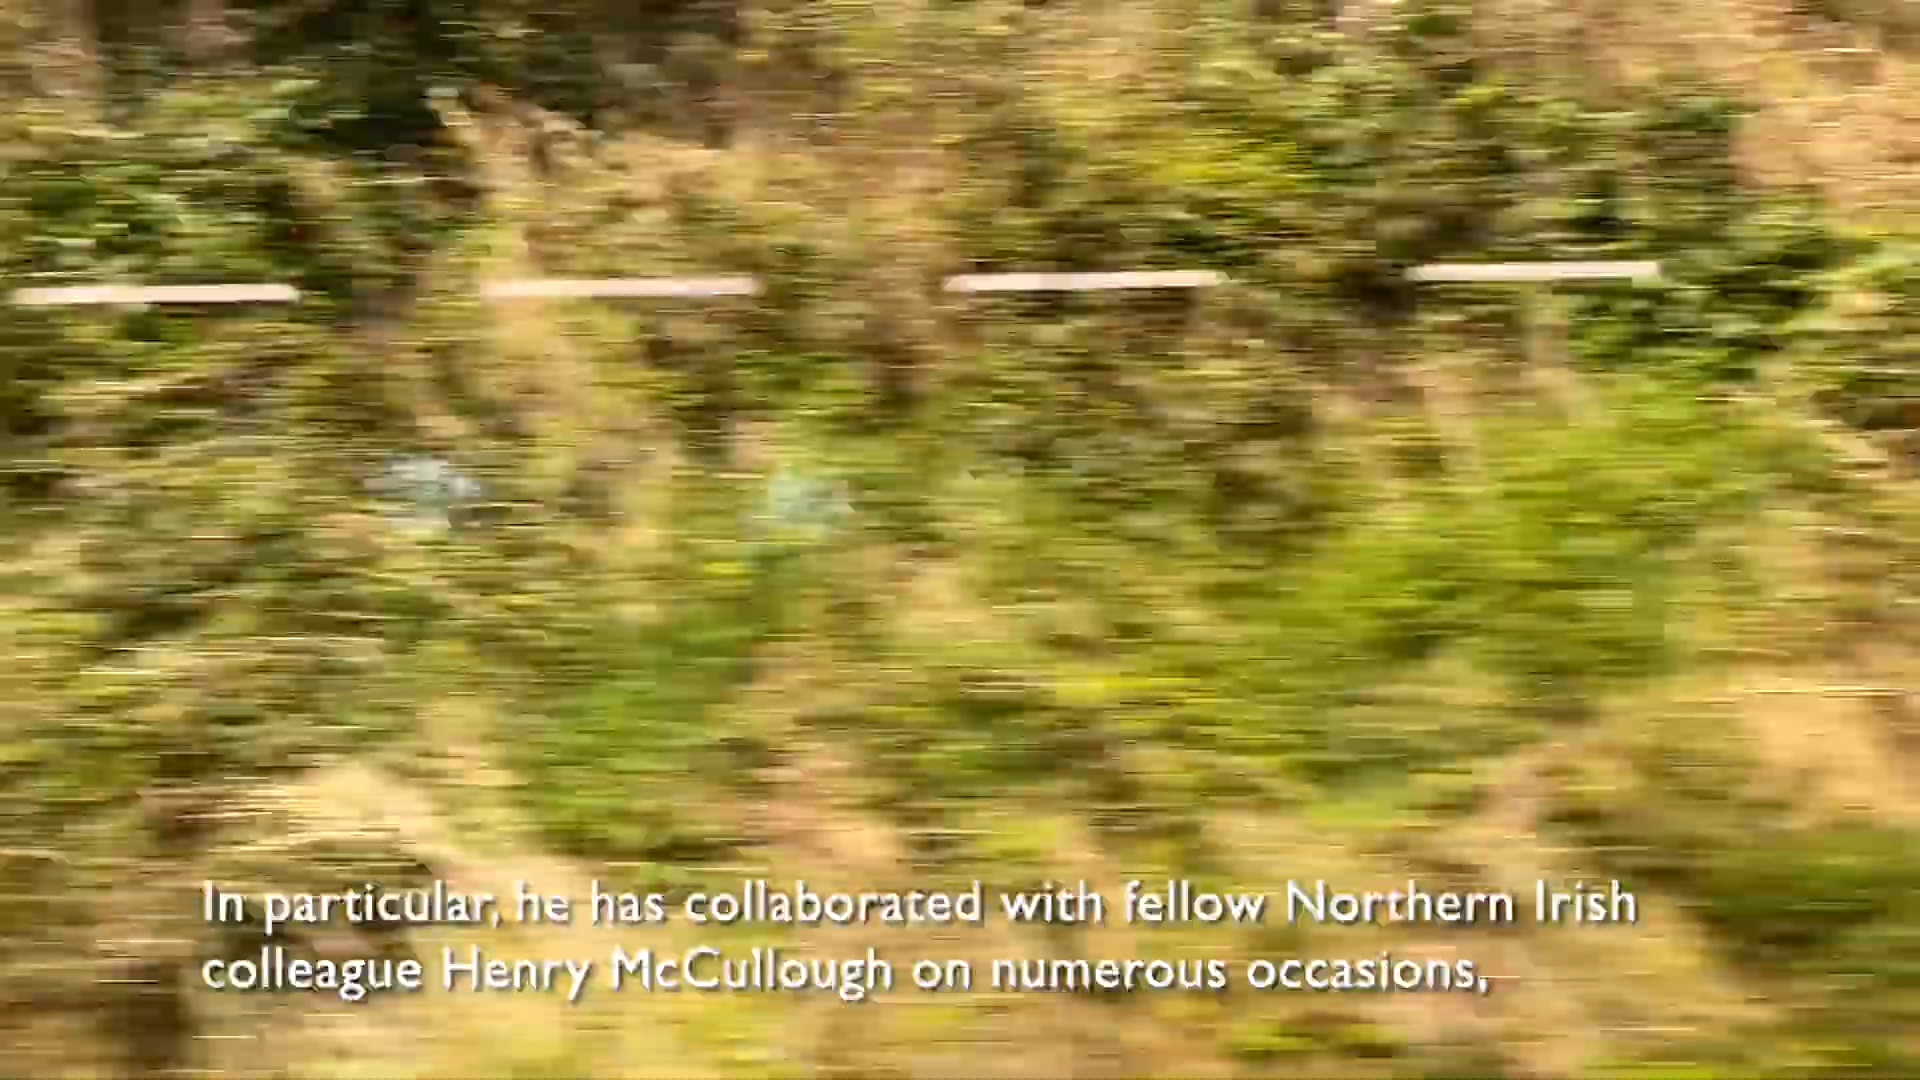 In particular, he has collaborated with fellow Northern Irish
colleague Henry McCullough on numerous occasions,